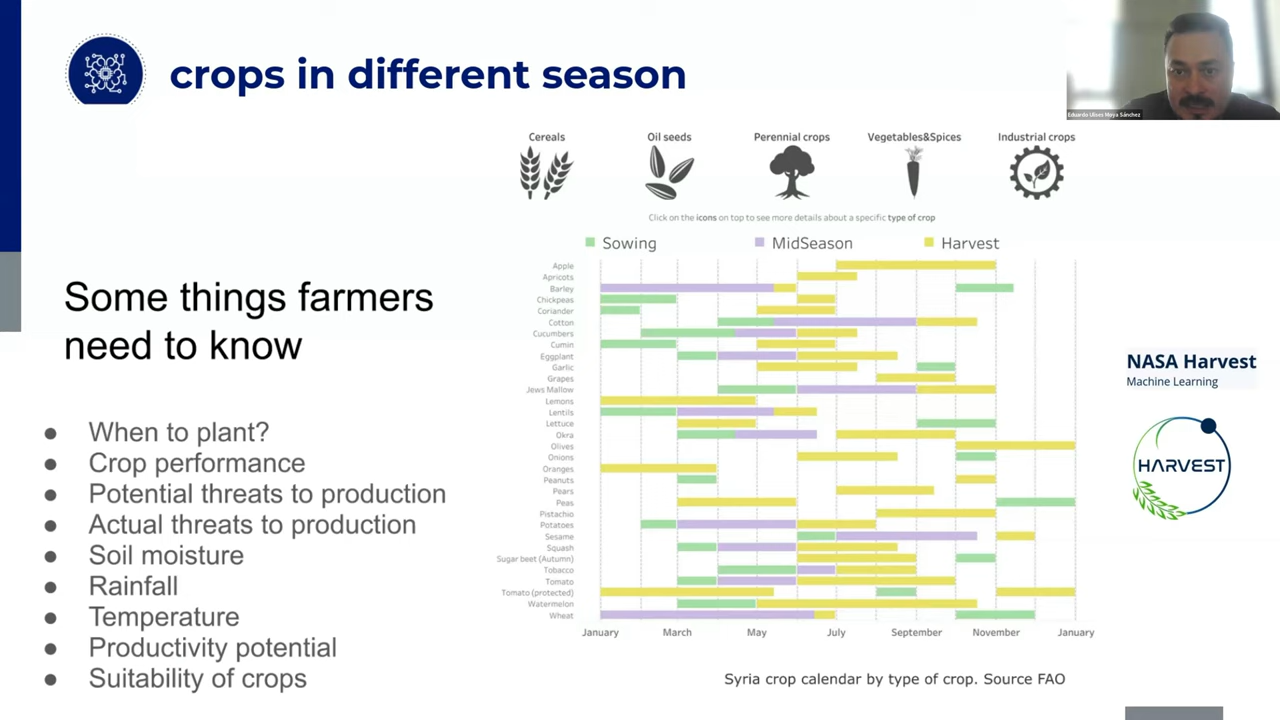 crops in different season
Eduardo Ulises Moya Sánchez
Cereals
Oil seeds
Perennial crops
Vegetables&Spices
Industrial crops
Click on the icons on top to see more details about a specific type of crop
Sowing
MidSeason
Harvest
Some things farmers
need to know
When to plant?
Crop performance
Potential threats to production
Actual threats to production
Soil moisture
Rainfall
Temperature
Productivity potential
Suitability of crops
Apple
Apricots
Barley
Chickpeas
Coriander
Cotton
Cucumbers
Cumin
Eggplant
Garlic
Grapes
Jews Mallow
Lemons
Lentils
Lettuce
Okra
Olives
Onions
Oranges
Peanuts
Pears
Peas
Pistachio
Potatoes
Sesame
Squash
Sugar beet (Autumn)
Tobacco
Tomato
Tomato (protected)
Watermelon
Wheat
January
March
May
July
September
November
January
Syria crop calendar by type of crop. Source FAO
NASA Harvest
Machine Learning
HARVEST